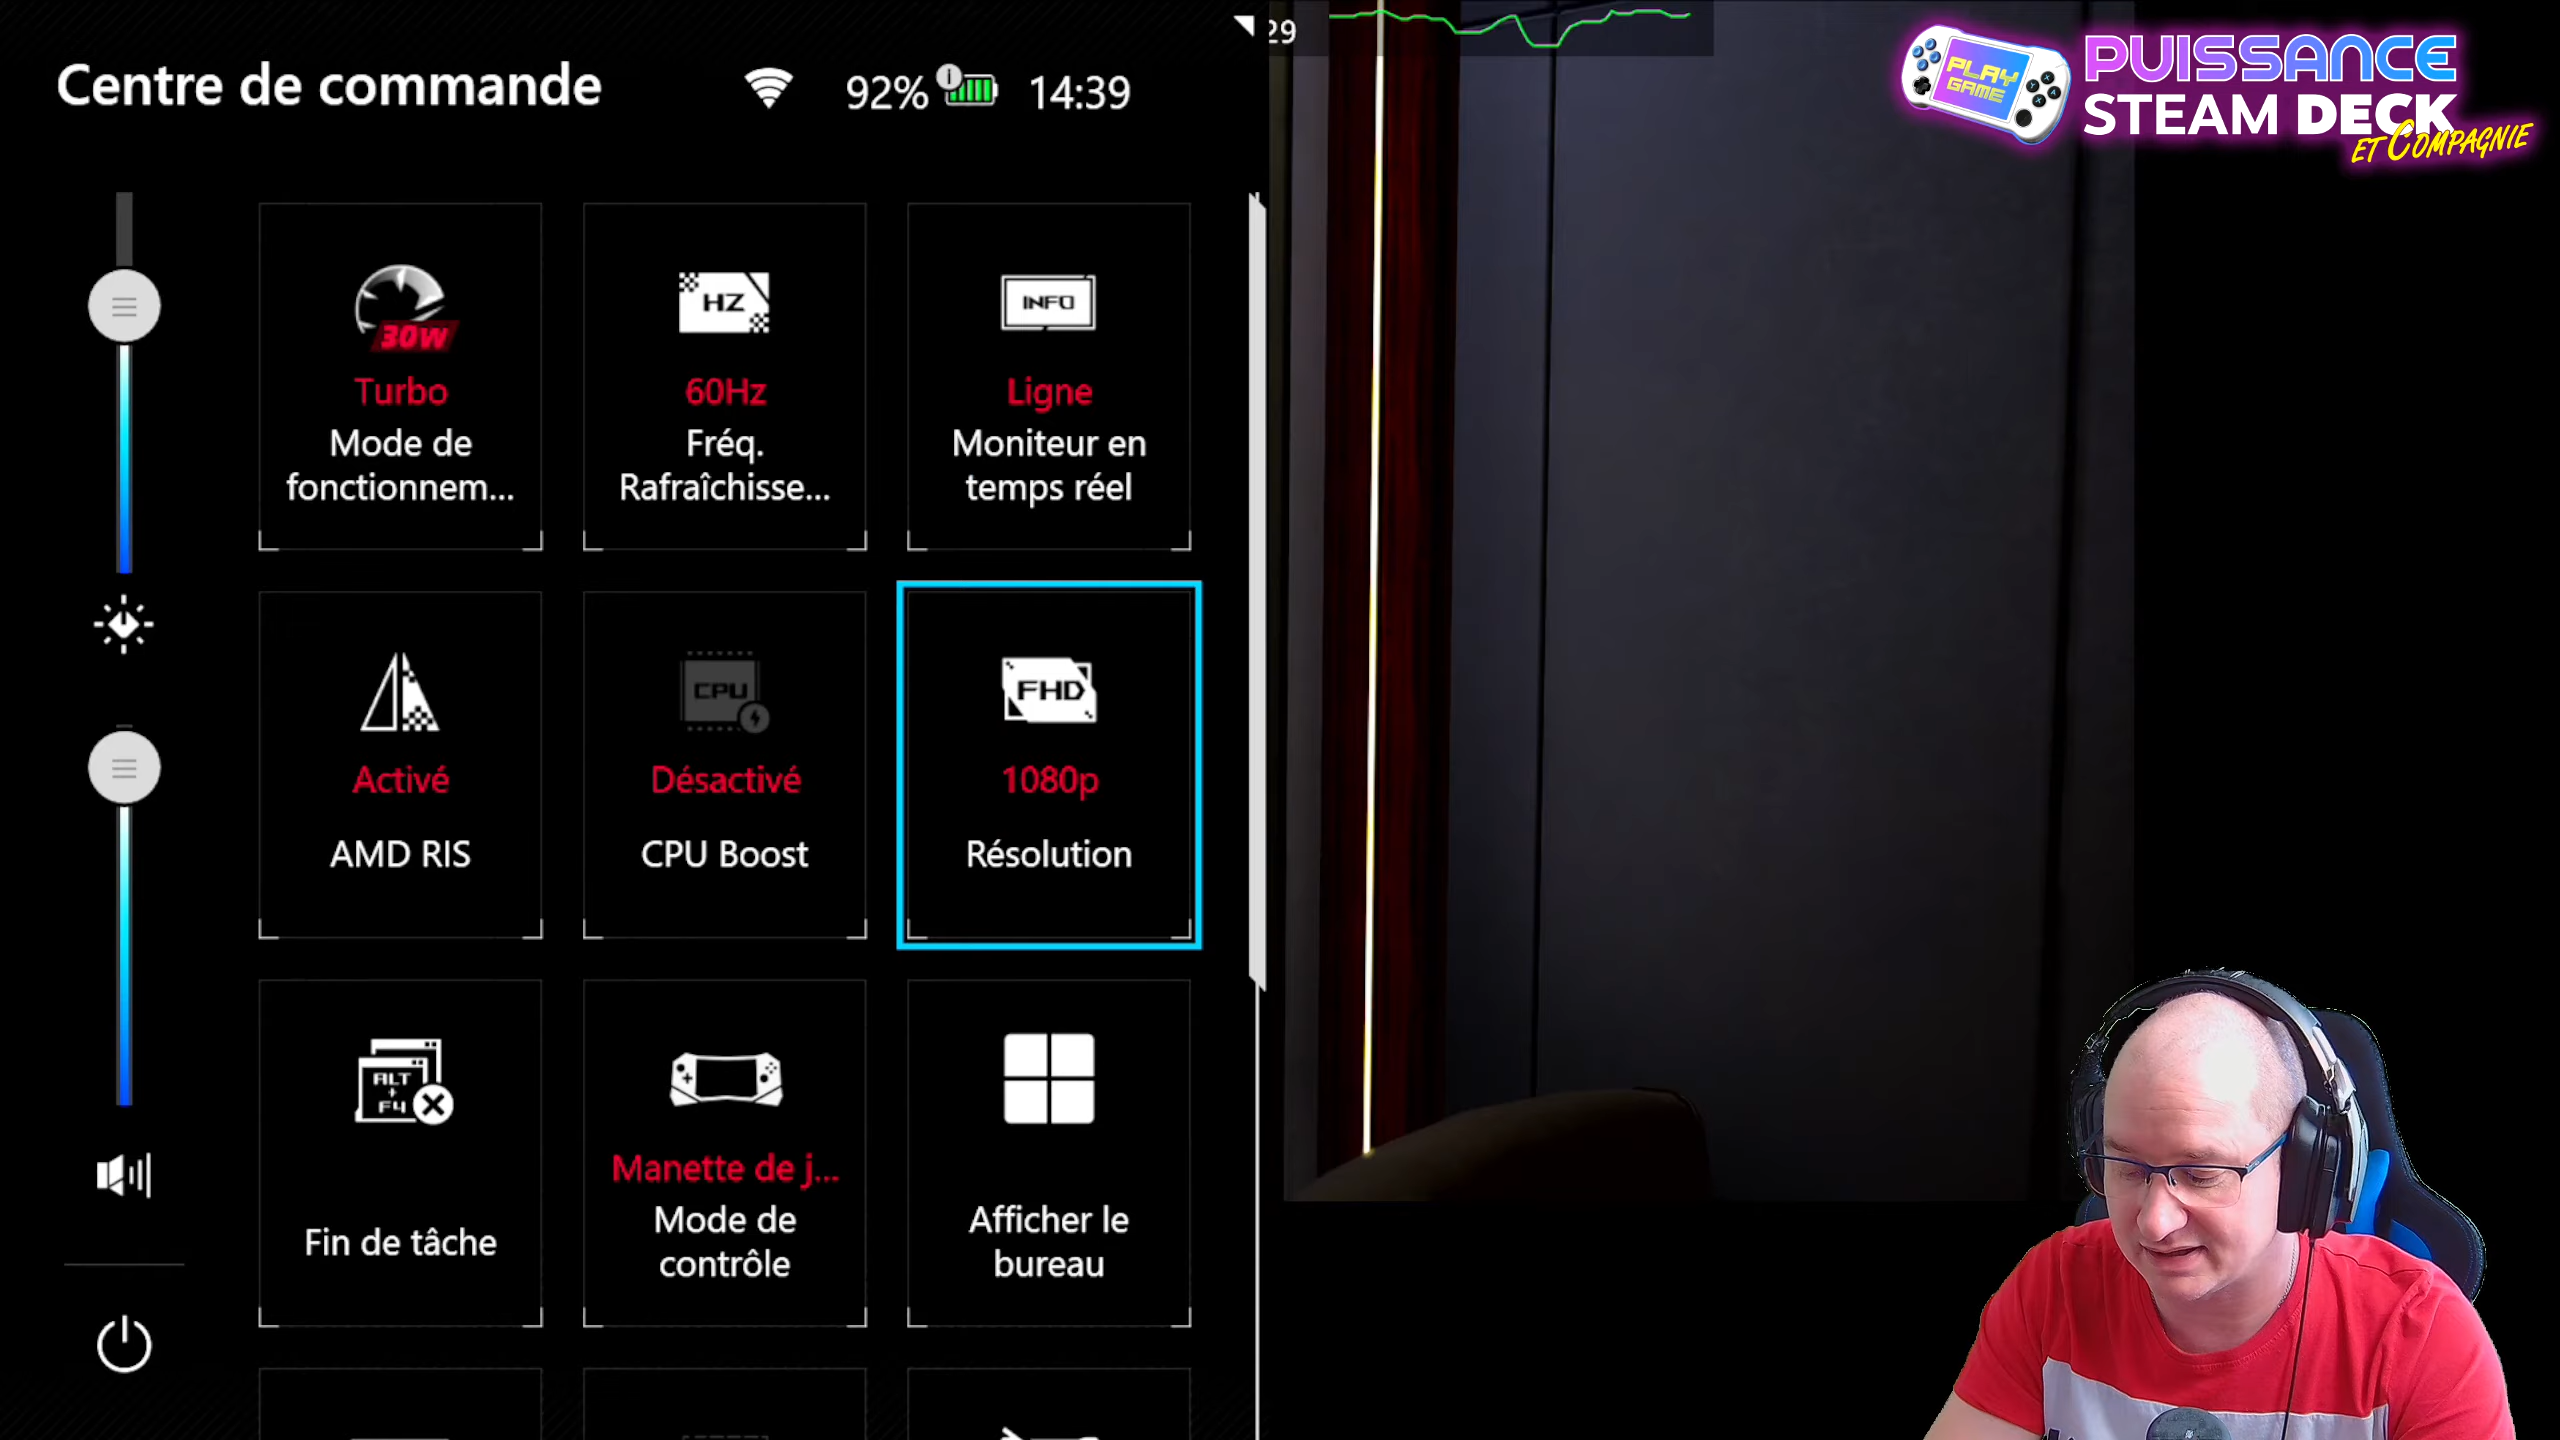 Centre de commande
92%
14:39
29
PLAY
GAME
PUISSANCE
STEAM DECK
ET COMPAGNIE
30W
Turbo
Mode de
fonctionnem...
HZ
60Hz
Fréq.
Rafraîchisse...
INFO
Ligne
Moniteur en
temps réel
Activé
AMD RIS
CPU
Désactivé
CPU Boost
FHD
1080p
Résolution
ALT
+
F4
Fin de tâche
Manette de j...
Mode de
contrôle
Afficher le
bureau